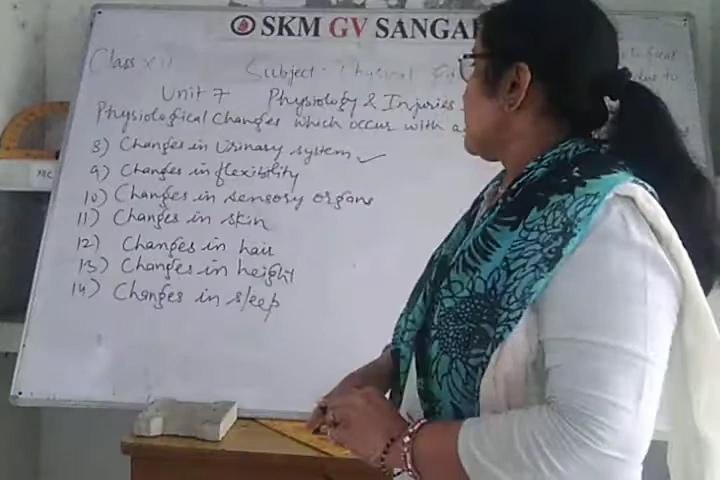 SKM GV SANGA
Class XII
Subject - Physical
Unit 7 Physiology & Injuries
Physiological Changes which occur with a
due to
8) Changes in Urinary system ✓
9) Changes in flexibility
10) Changes in sensory organs
11) Changes in skin
12) Changes in hair
13) Changes in height
14) Changes in sleep